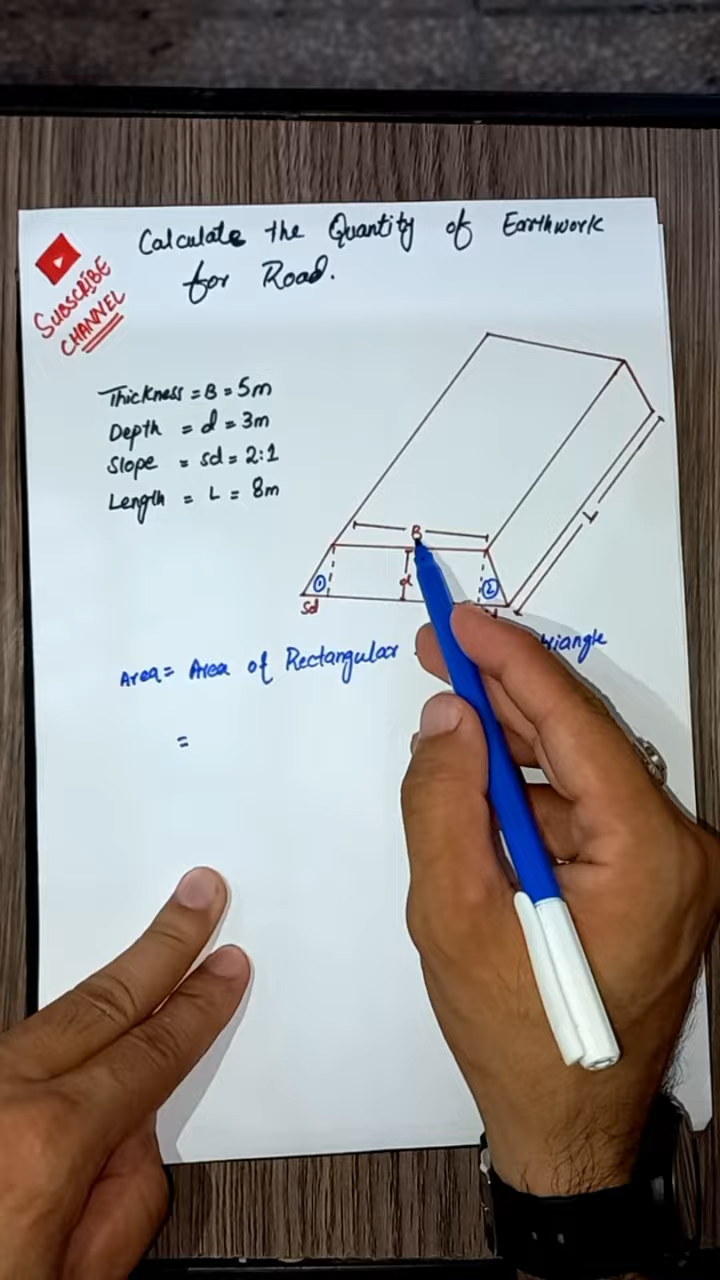 Calculate the Quantity of Earthwork
for Road.
SUBSCRIBE
CHANNEL
Thickness = B = 5m
Depth = d = 3m
Slope = Sd = 2:1
Length = L = 8m
B
L
d
1
2
Sd
Area = Area of Rectangular
riangle
=